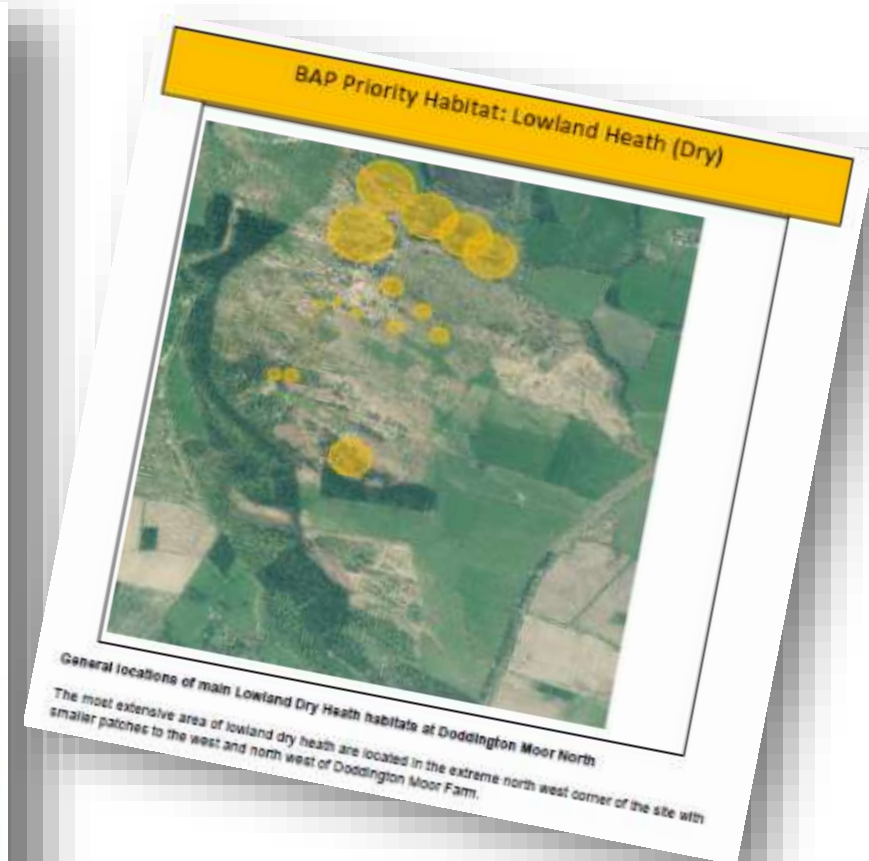 BAP Priority Habitat: Lowland Heath (Dry)
General locations of main Lowland Dry Heath habitats at Doddington Moor North
The most extensive area of lowland dry heath are located in the extreme north west corner of the site with
smaller patches to the west and north west of Doddington Moor Farm.